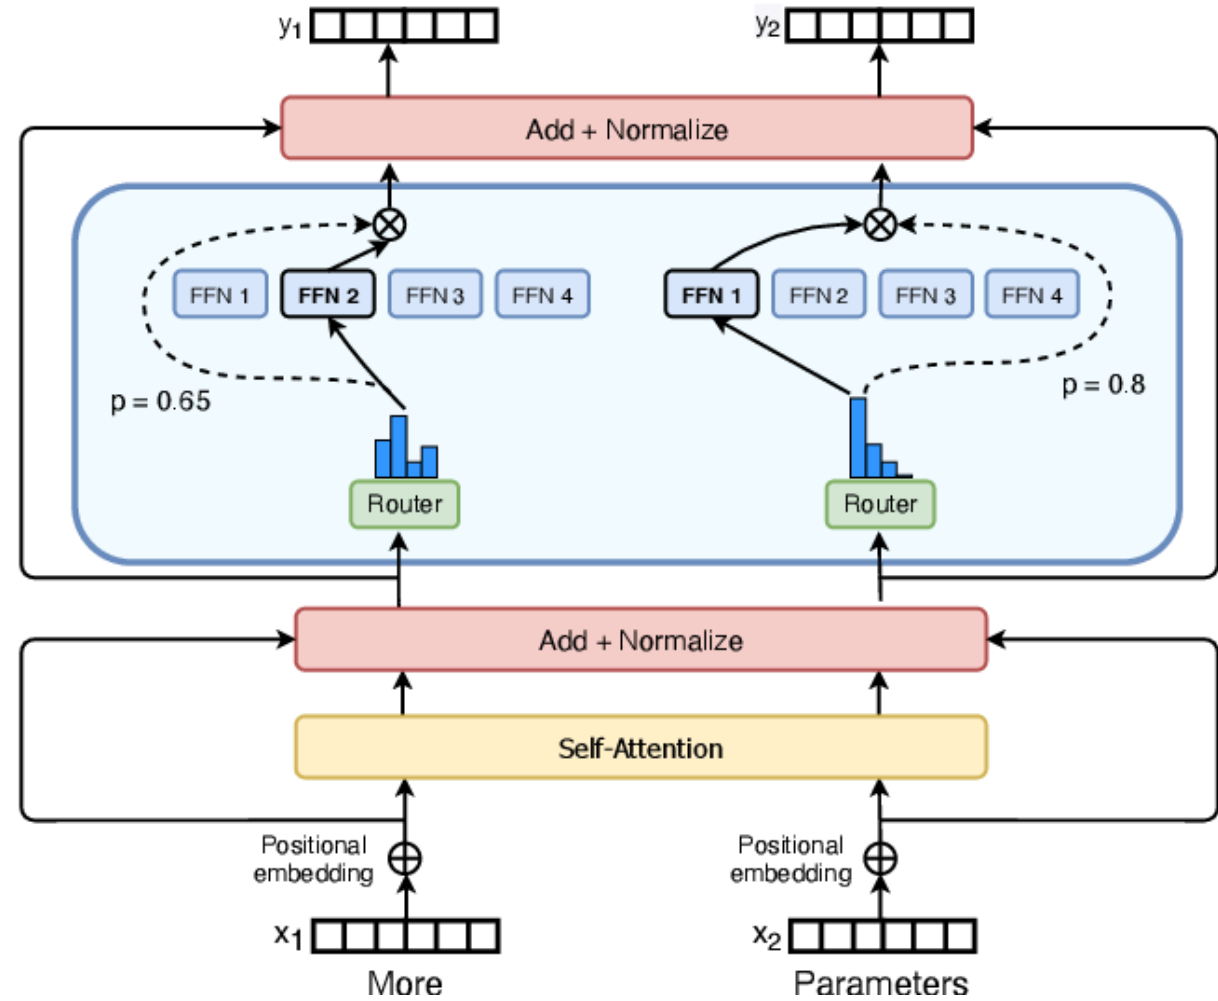 y1
y2
Add + Normalize
FFN 1
FFN 2
FFN 3
FFN 4
FFN 1
FFN 2
FFN 3
FFN 4
p = 0.65
p = 0.8
Router
Router
Add + Normalize
Self-Attention
Positional
embedding
Positional
embedding
x1
x2
More
Parameters